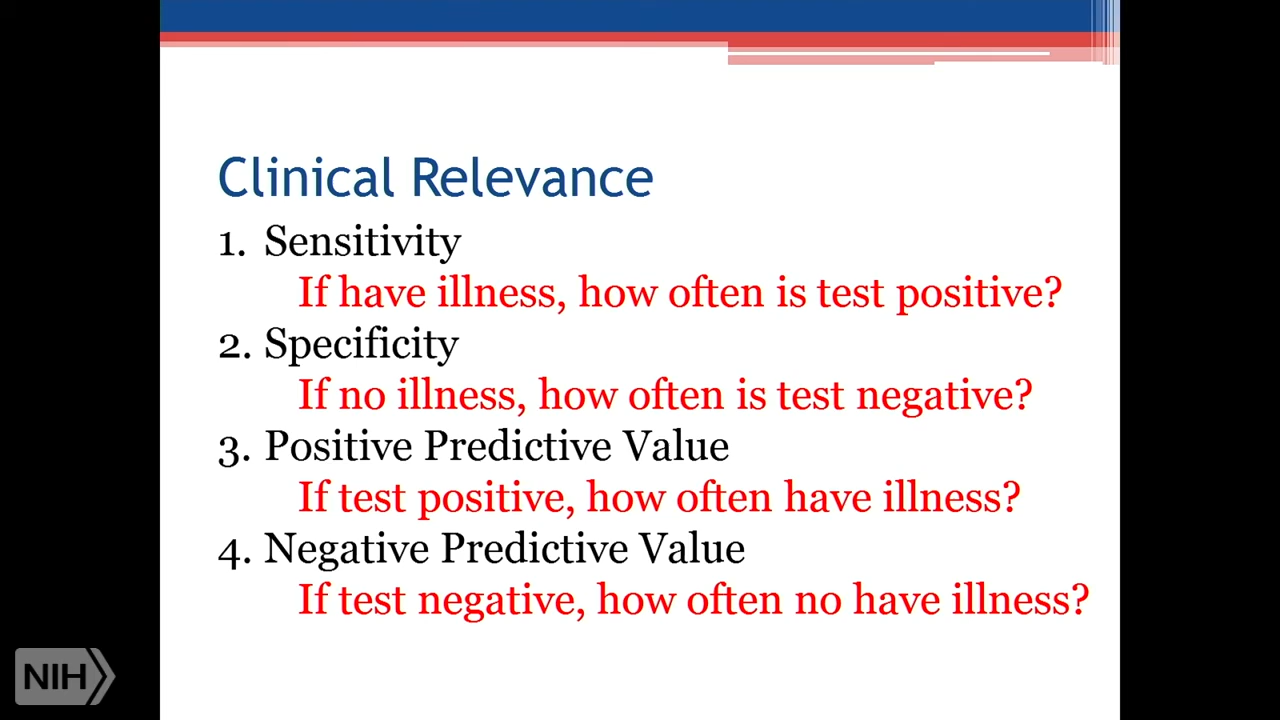 Clinical Relevance
1. Sensitivity
If have illness, how often is test positive?
2. Specificity
If no illness, how often is test negative?
3. Positive Predictive Value
If test positive, how often have illness?
4. Negative Predictive Value
If test negative, how often no have illness?
NIH